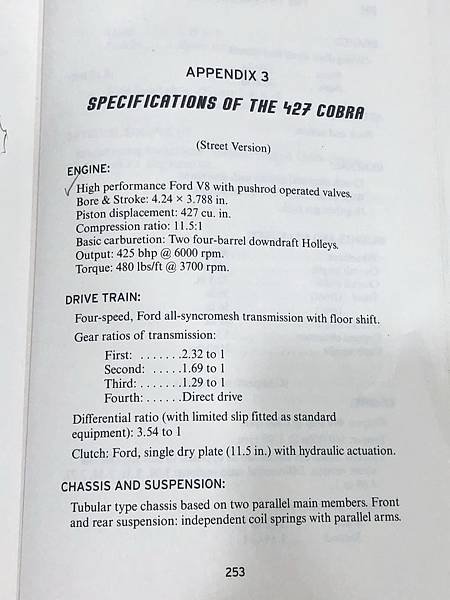 APPENDIX 3
SPECIFICATIONS OF THE 427 COBRA
(Street Version)
ENGINE:
High performance Ford V8 with pushrod operated valves.
Bore & Stroke: 4.24 × 3.788 in.
Piston displacement: 427 cu. in.
Compression ratio: 11.5:1
Basic carburetion: Two four-barrel downdraft Holleys.
Output: 425 bhp @ 6000 rpm.
Torque: 480 lbs/ft @ 3700 rpm.
DRIVE TRAIN:
Four-speed, Ford all-syncromesh transmission with floor shift.
Gear ratios of transmission:
First: .......2.32 to 1
Second: .....1.69 to 1
Third: .......1.29 to 1
Fourth: ......Direct drive
Differential ratio (with limited slip fitted as standard
equipment): 3.54 to 1
Clutch: Ford, single dry plate (11.5 in.) with hydraulic actuation.
CHASSIS AND SUSPENSION:
Tubular type chassis based on two parallel main members. Front
and rear suspension: independent coil springs with parallel arms.
253